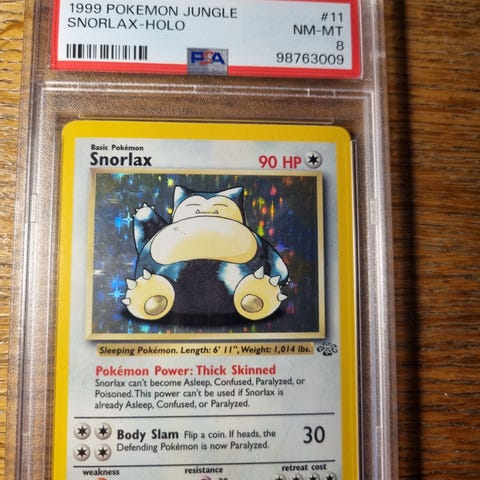 1999 POKEMON JUNGLE #11
SNORLAX-HOLO NM-MT
8
PSA 98763009
Basic Pokémon
Snorlax 90 HP
Sleeping Pokémon. Length: 6' 11", Weight: 1,014 lbs.
Pokémon Power: Thick Skinned
Snorlax can't become Asleep, Confused, Paralyzed, or
Poisoned. This power can't be used if Snorlax is
already Asleep, Confused, or Paralyzed.
Body Slam Flip a coin. If heads, the 30
Defending Pokémon is now Paralyzed.
weakness resistance retreat cost